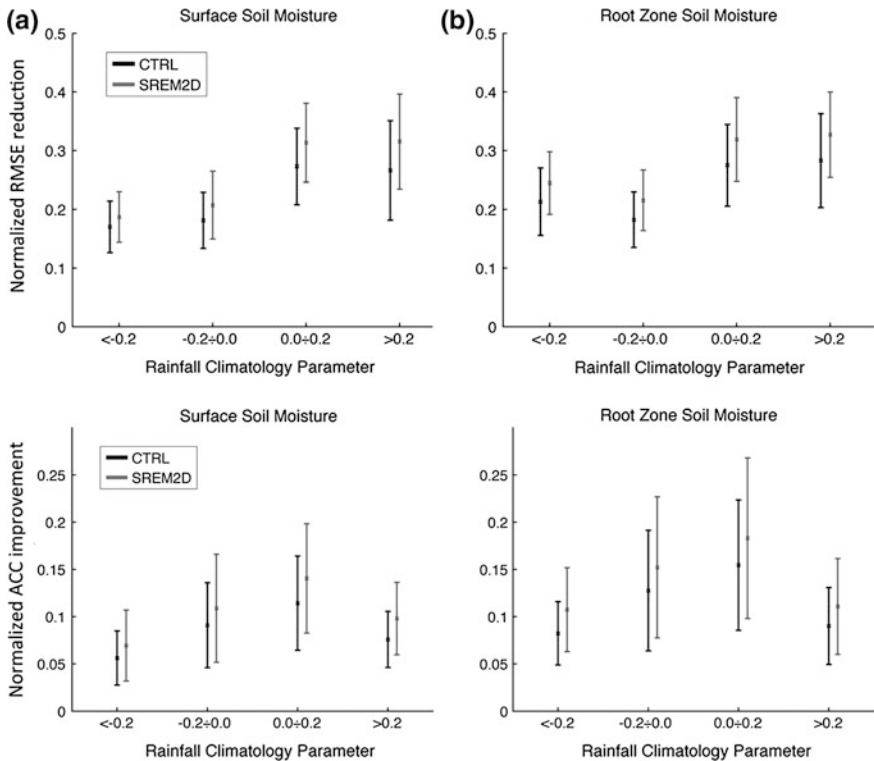 (a)
Surface Soil Moisture
(b)
Root Zone Soil Moisture
Normalized RMSE reduction
0.5
0.4
0.3
0.2
0.1
0
CTRL
SREM2D
<-0.2
-0.2÷0.0
0.0÷0.2
>0.2
Rainfall Climatology Parameter
0.5
0.4
0.3
0.2
0.1
0
<-0.2
-0.2÷0.0
0.0÷0.2
>0.2
Rainfall Climatology Parameter
Surface Soil Moisture
Root Zone Soil Moisture
Normalized ACC improvement
0.25
0.2
0.15
0.1
0.05
0
CTRL
SREM2D
<-0.2
-0.2÷0.0
0.0÷0.2
>0.2
Rainfall Climatology Parameter
0.25
0.2
0.15
0.1
0.05
0
<-0.2
-0.2÷0.0
0.0÷0.2
>0.2
Rainfall Climatology Parameter